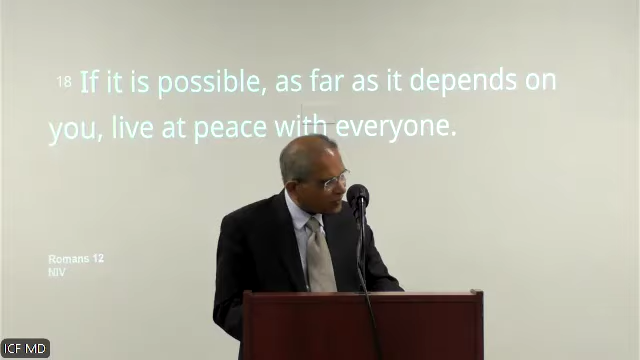 18 If it is possible, as far as it depends on
you, live at peace with everyone.
Romans 12
NIV
ICF MD